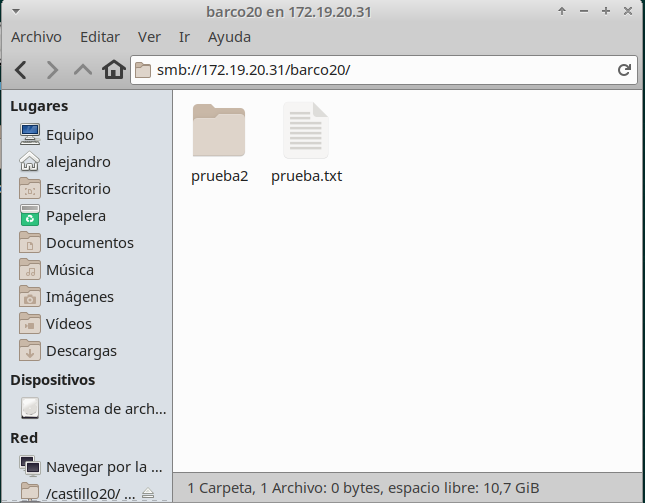 barco20 en 172.19.20.31
Archivo Editar Ver Ir Ayuda
smb://172.19.20.31/barco20/
Lugares
Equipo
alejandro
Escritorio
Papelera
Documentos
Música
Imágenes
Vídeos
Descargas
Dispositivos
Sistema de arch...
Red
Navegar por la ...
/castillo20/ ...
prueba2 prueba.txt
1 Carpeta, 1 Archivo: 0 bytes, espacio libre: 10,7 GiB